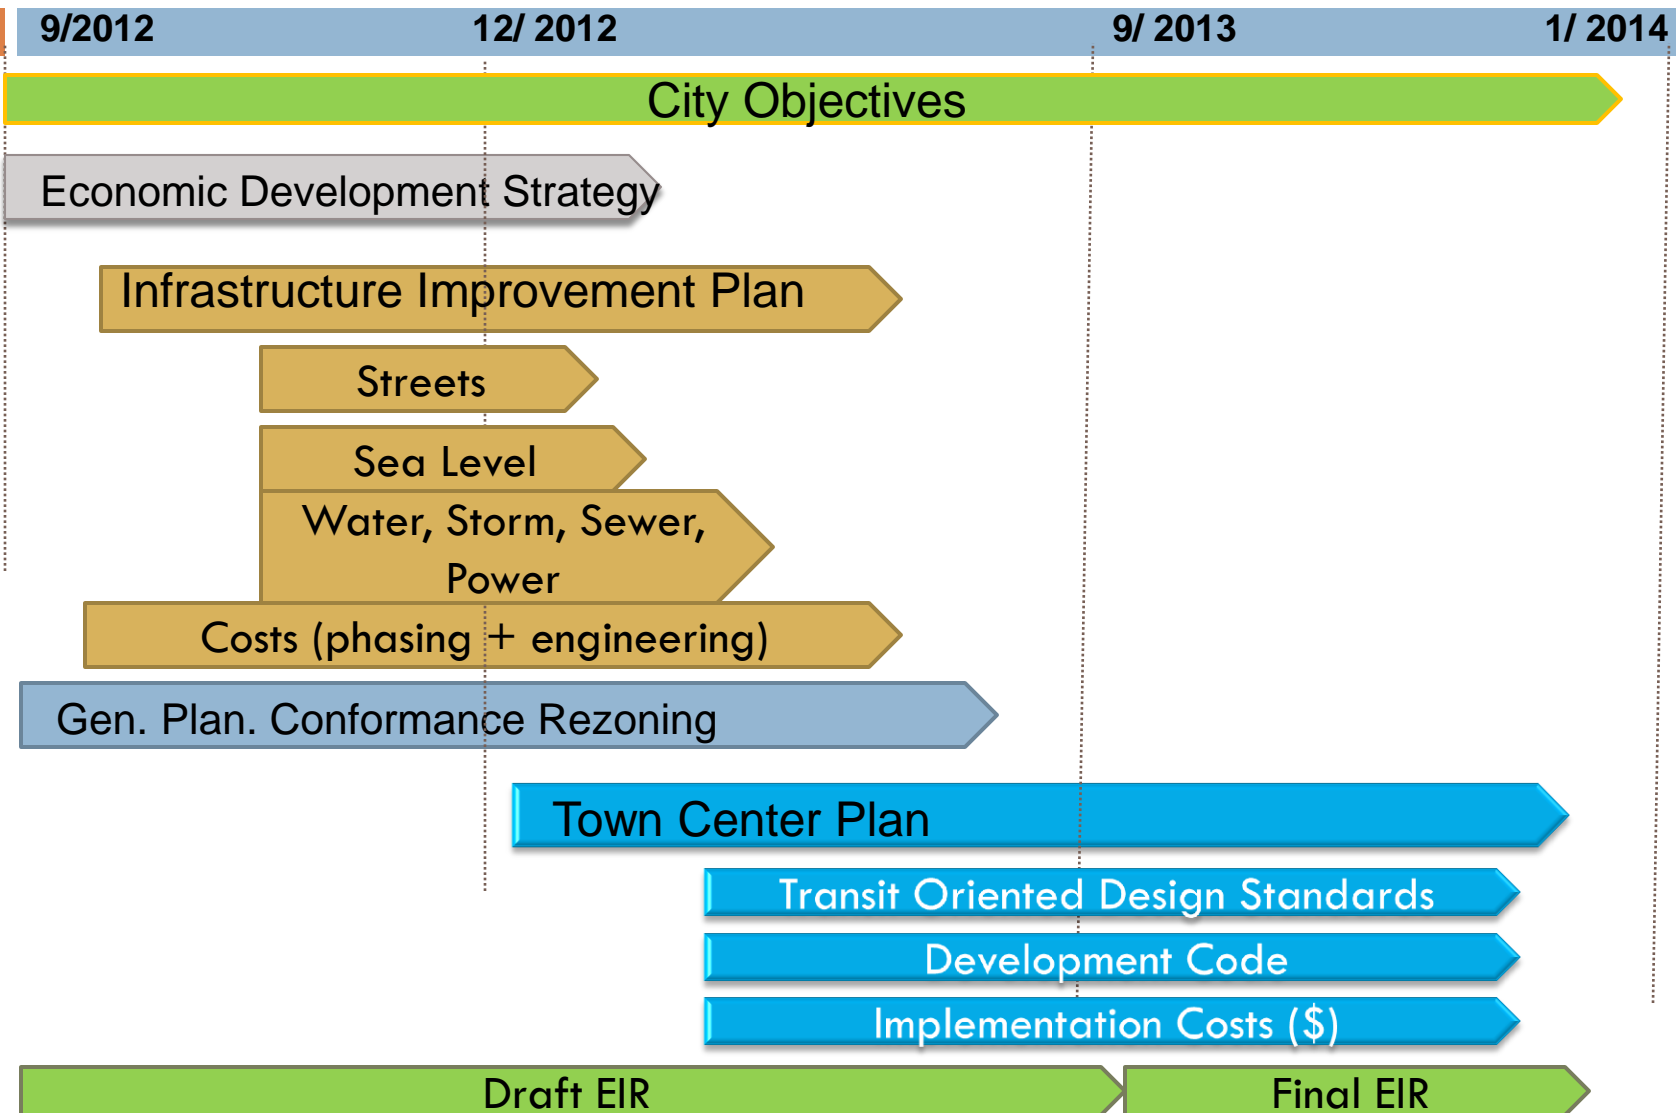 9/2012
12/ 2012
9/ 2013
1/ 2014
City Objectives
Economic Development Strategy
Infrastructure Improvement Plan
Streets
Sea Level
Water, Storm, Sewer,
Power
Costs (phasing + engineering)
Gen. Plan. Conformance Rezoning
Town Center Plan
Transit Oriented Design Standards
Development Code
Implementation Costs ($)
Draft EIR
Final EIR